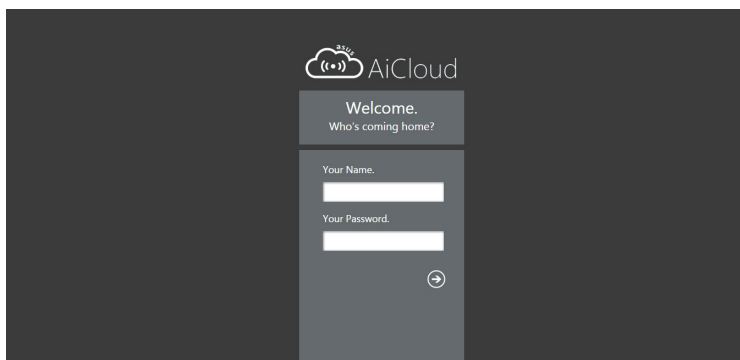 asus
AiCloud
Welcome.
Who's coming home?
Your Name.
Your Password.